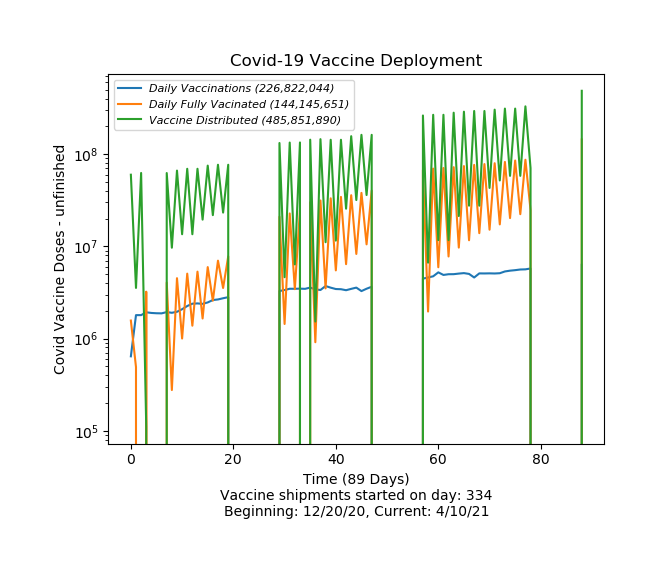 Covid-19 Vaccine Deployment
Daily Vaccinations (226,822,044)
Daily Fully Vacinated (144,145,651)
Vaccine Distributed (485,851,890)
Covid Vaccine Doses - unfinished
10^8
10^7
10^6
10^5
0 20 40 60 80
Time (89 Days)
Vaccine shipments started on day: 334
Beginning: 12/20/20, Current: 4/10/21